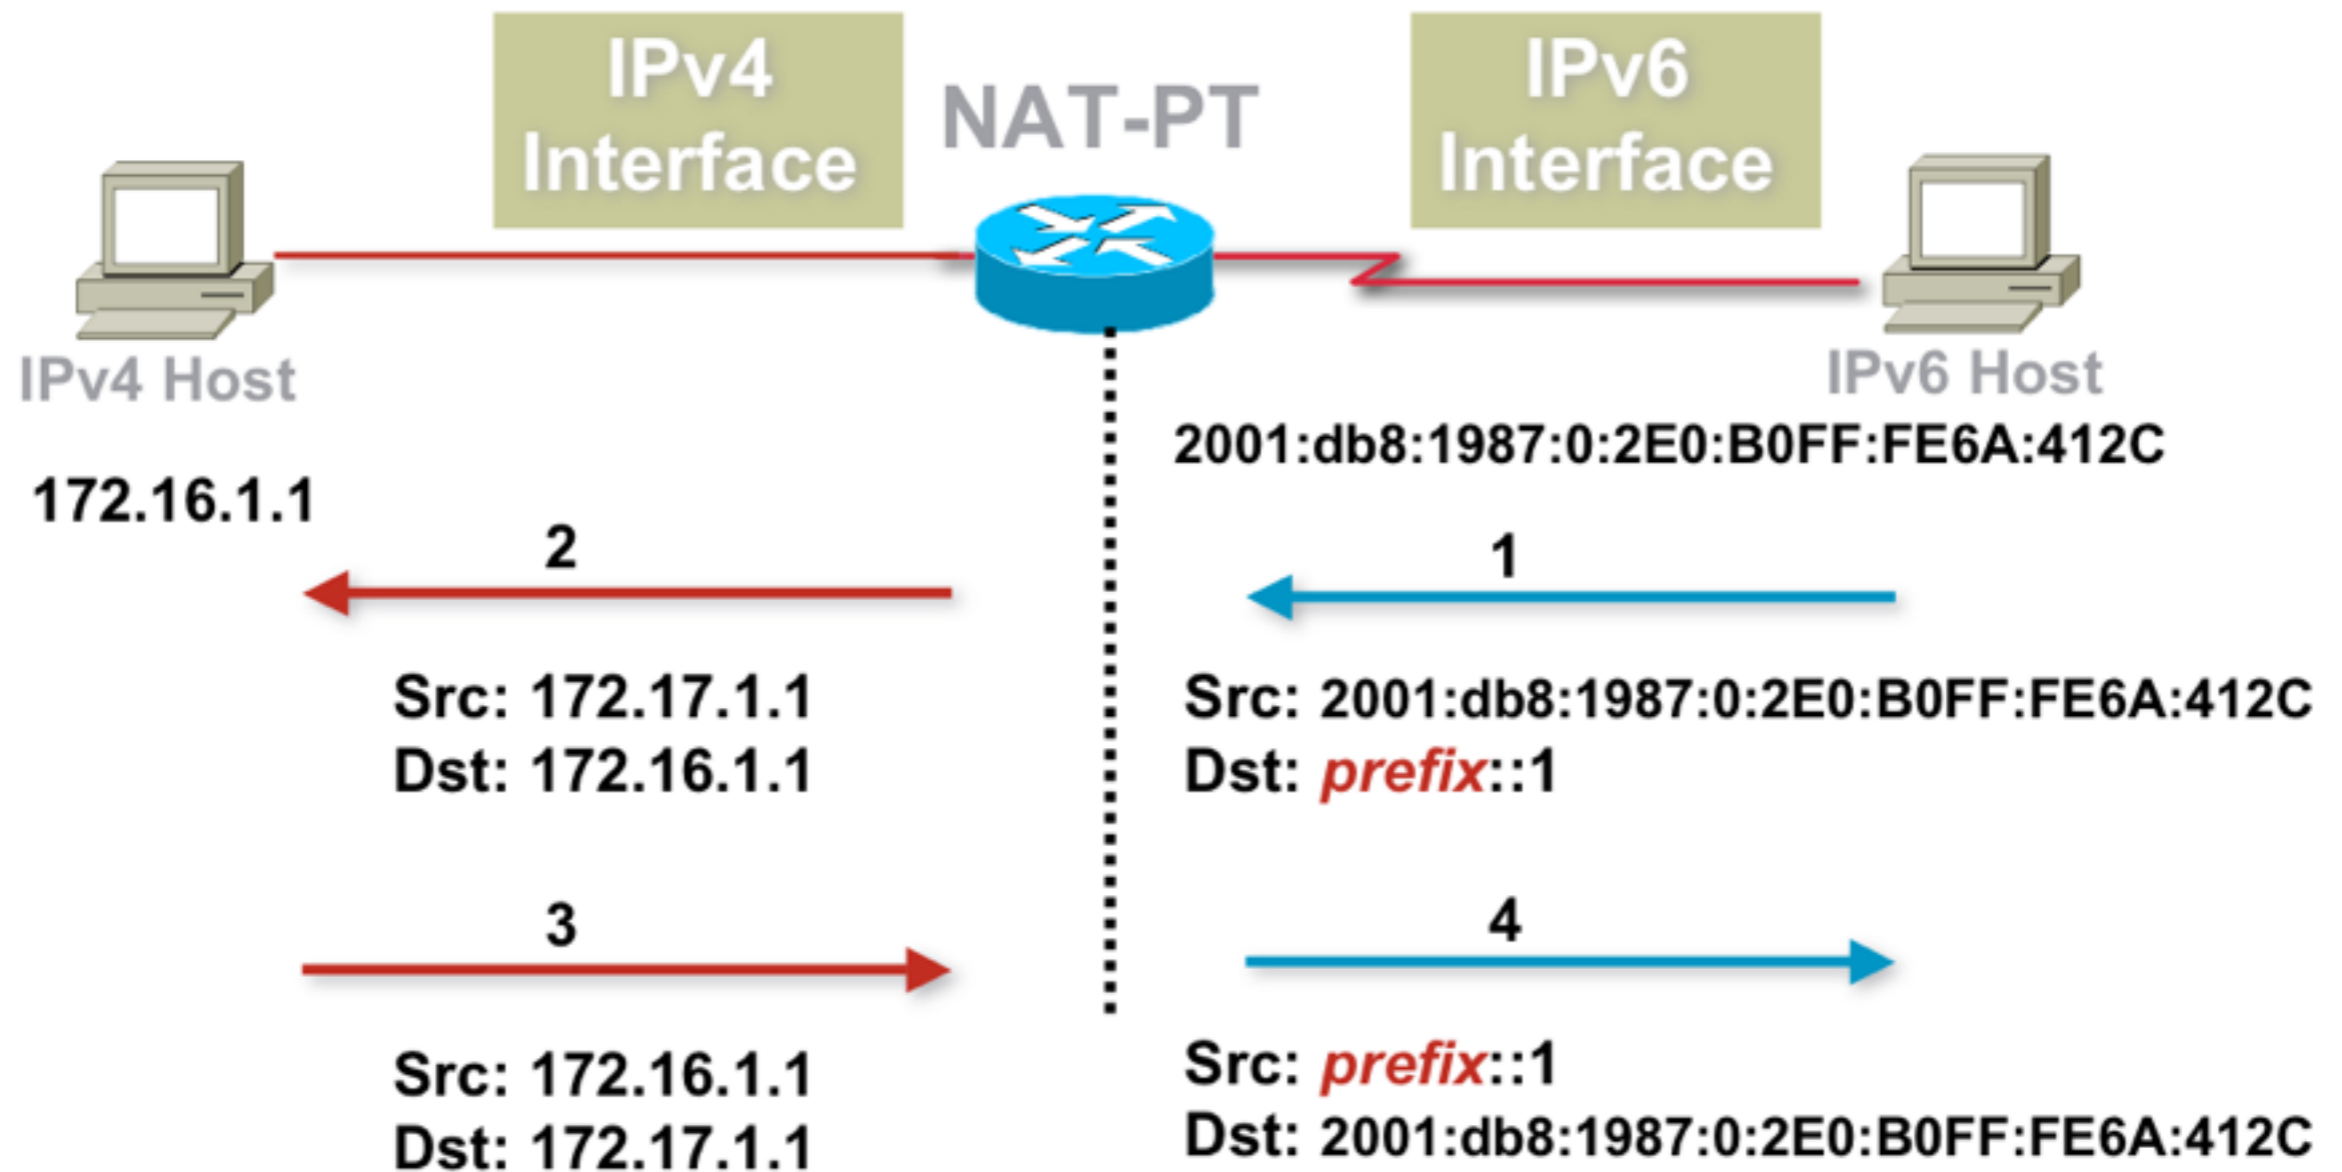 IPv4
Interface
NAT-PT
IPv6
Interface
IPv4 Host
IPv6 Host
172.16.1.1
2001:db8:1987:0:2E0:B0FF:FE6A:412C
2
1
Src: 172.17.1.1
Dst: 172.16.1.1
Src: 2001:db8:1987:0:2E0:B0FF:FE6A:412C
Dst: prefix::1
3
4
Src: 172.16.1.1
Dst: 172.17.1.1
Src: prefix::1
Dst: 2001:db8:1987:0:2E0:B0FF:FE6A:412C